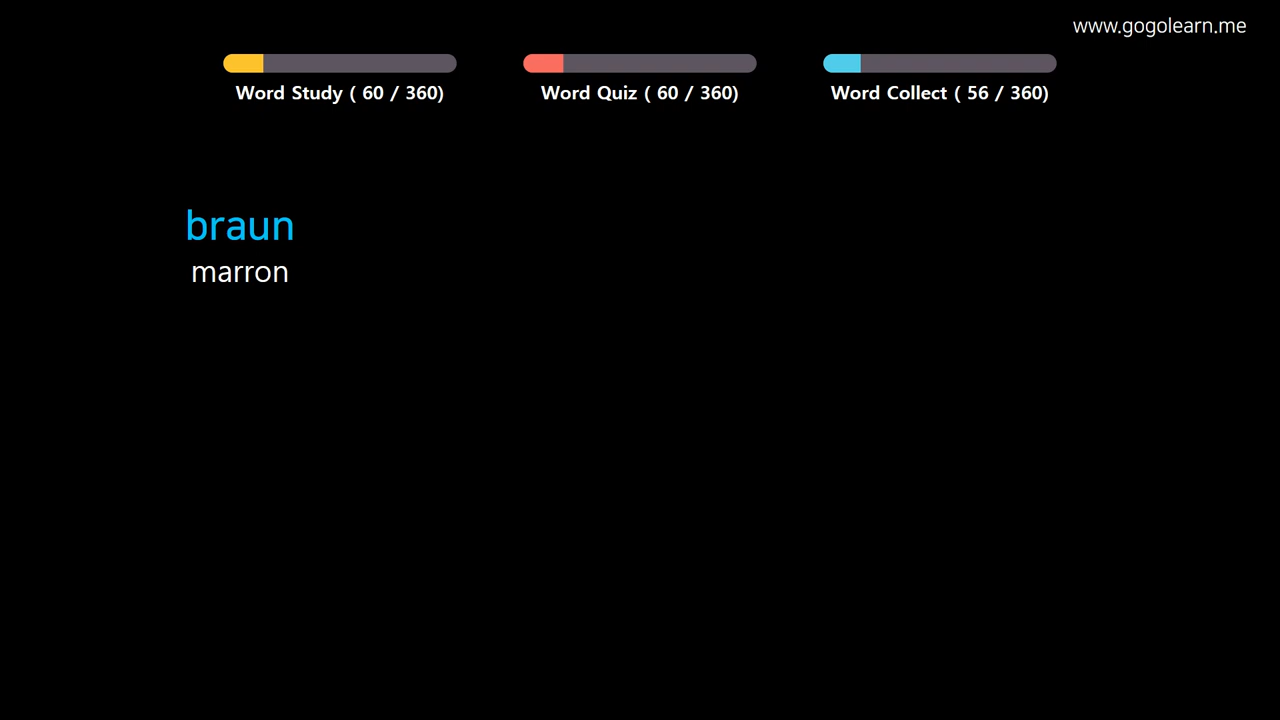 www.gogolearn.me
Word Study ( 60 / 360)
Word Quiz ( 60 / 360)
Word Collect ( 56 / 360)
braun
marron